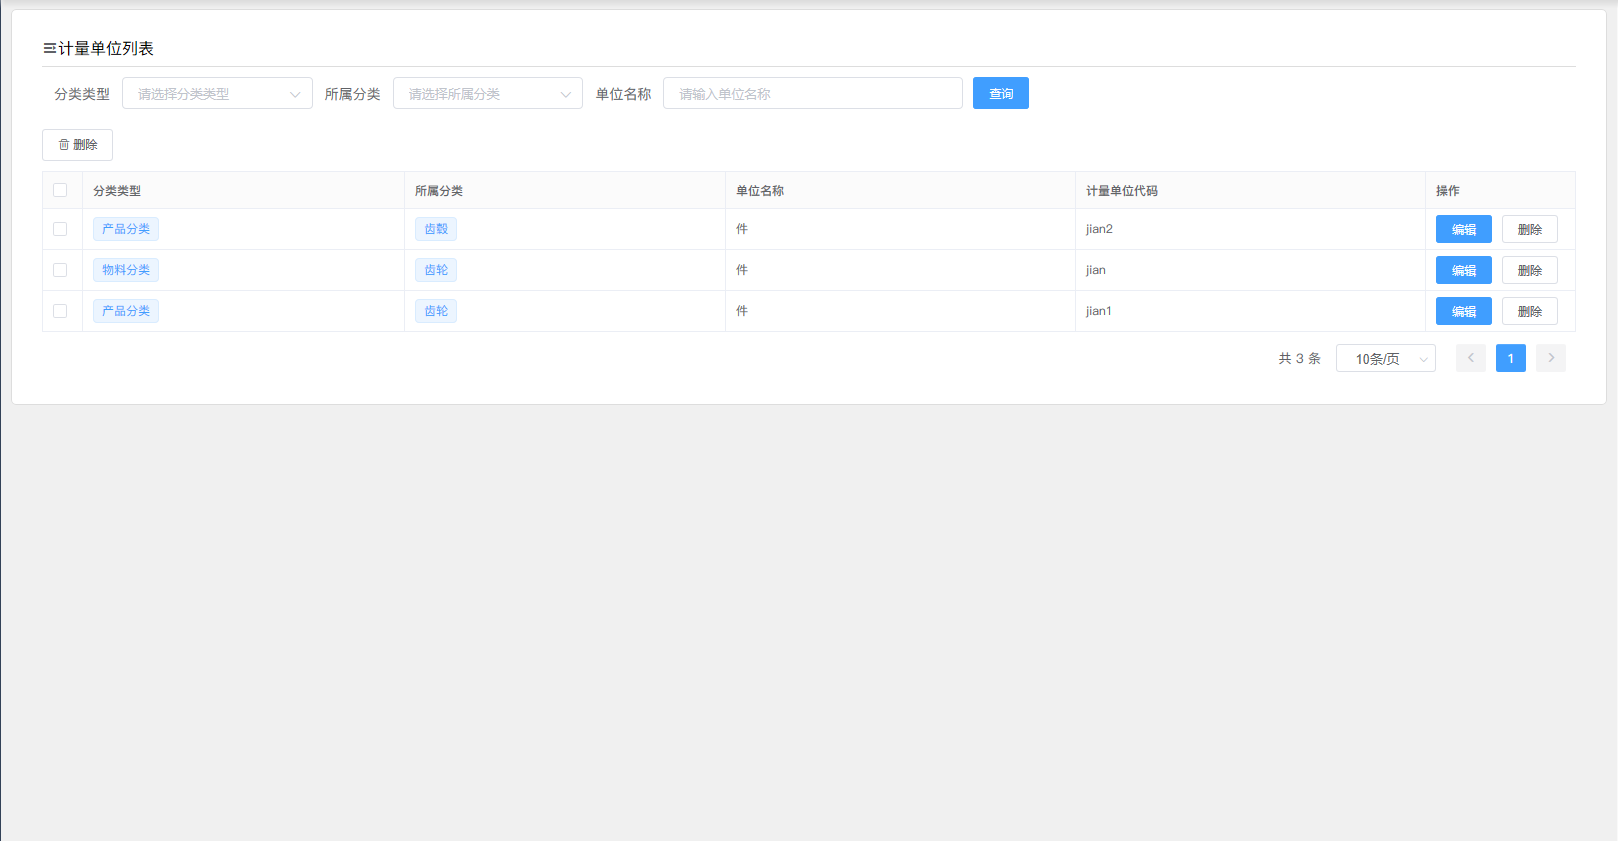 计量单位列表
分类类型 请选择分类类型 所属分类 请选择所属分类 单位名称 请输入单位名称 查询
删除
分类类型 所属分类 单位名称 计量单位代码 操作
产品分类 齿毂 件 jian2 编辑 删除
物料分类 齿轮 件 jian 编辑 删除
产品分类 齿轮 件 jian1 编辑 删除
共 3 条 10条/页 1